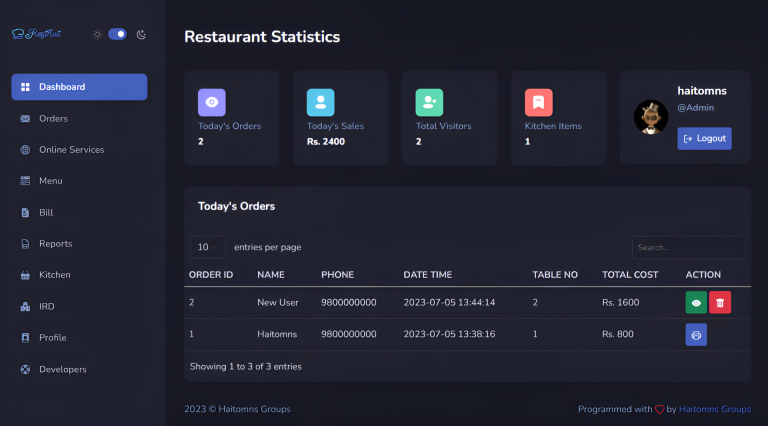 RestHat
Dashboard
Orders
Online Services
Menu
Bill
Reports
Kitchen
IRD
Profile
Developers
Restaurant Statistics
Today's Orders
2
Today's Sales
Rs. 2400
Total Visitors
2
Kitchen Items
1
haitomns
@Admin
Logout
Today's Orders
10 entries per page
Search...
ORDER ID NAME PHONE DATE TIME TABLE NO TOTAL COST ACTION
2 New User 9800000000 2023-07-05 13:44:14 2 Rs. 1600
1 Haitomns 9800000000 2023-07-05 13:38:16 1 Rs. 800
Showing 1 to 3 of 3 entries
2023 © Haitomns Groups
Programmed with by Haitomns Groups